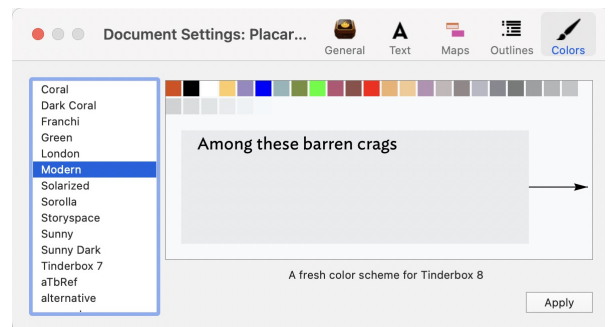 Document Settings: Placar...
General
Text
Maps
Outlines
Colors
Coral
Dark Coral
Franchi
Green
London
Modern
Solarized
Sorolla
Storyspace
Sunny
Sunny Dark
Tinderbox 7
aTbRef
alternative
Among these barren crags
A fresh color scheme for Tinderbox 8
Apply